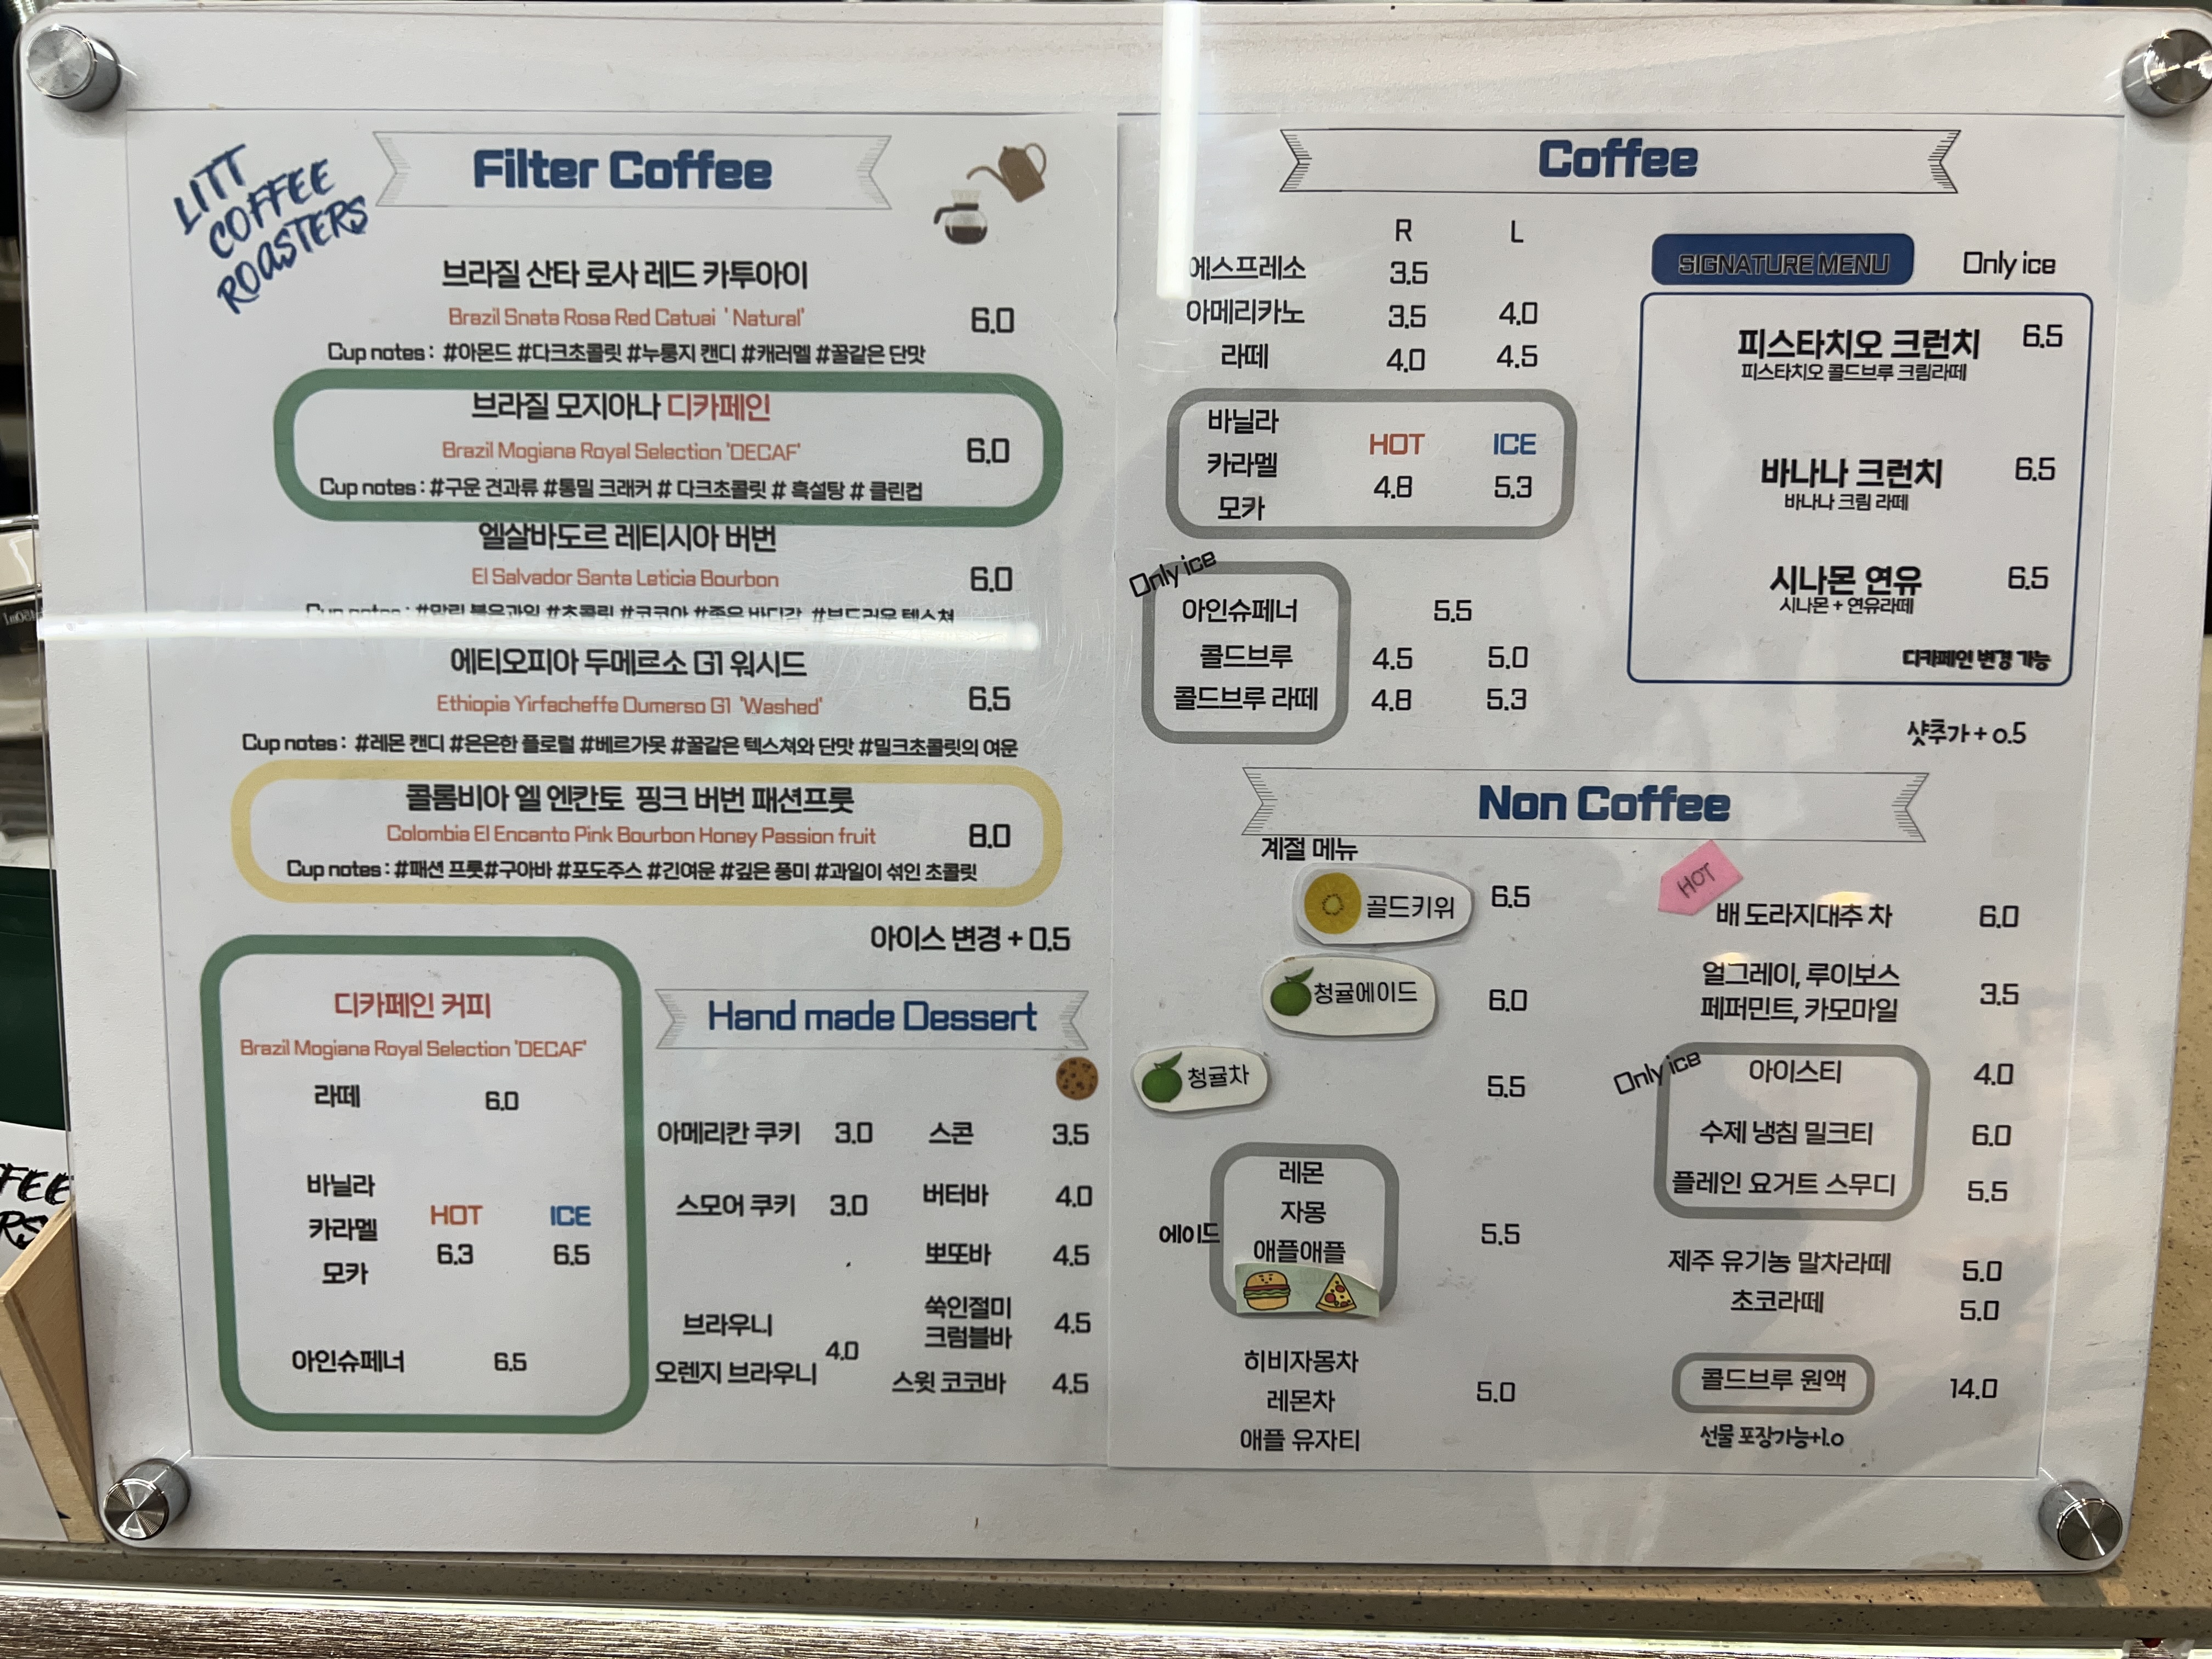 LITT
COFFEE
ROASTERS
Filter Coffee
브라질 산타 로사 레드 카투아이
Brazil Snata Rosa Red Catuai 'Natural' 6.0
Cup notes : #아몬드 #다크초콜릿 #누룽지 캔디 #캐러멜 #꿀같은 단맛
브라질 모지아나 디카페인
Brazil Mogiana Royal Selection 'DECAF' 6.0
Cup notes : #구운 견과류 #통밀 크래커 # 다크초콜릿 # 흑설탕 # 클린컵
엘살바도르 레티시아 버번
El Salvador Santa Leticia Bourbon 6.0
Cup notes : #말린 붉은과일 #초콜릿 #코코아 #좋은 바디감 #부드러운 텍스쳐
에티오피아 두메르소 G1 워시드
Ethiopia Yirfacheffe Dumerso G1 'Washed' 6.5
Cup notes : #레몬 캔디 #은은한 플로럴 #베르가못 #꿀같은 텍스쳐와 단맛 #밀크초콜릿의 여운
콜롬비아 엘 엔칸토 핑크 버번 패션프룻
Colombia El Encanto Pink Bourbon Honey Passion fruit 8.0
Cup notes : #패션 프룻#구아바 #포도주스 #긴여운 #깊은 풍미 #과일이 섞인 초콜릿
아이스 변경 + 0.5
디카페인 커피
Brazil Mogiana Royal Selection 'DECAF'
라떼 6.0
바닐라
카라멜 HOT ICE
모카 6.3 6.5
아인슈페너 6.5
Hand made Dessert
아메리칸 쿠키 3.0 스콘 3.5
스모어 쿠키 3.0 버터바 4.0
뽀또바 4.5
브라우니 쑥인절미
크럼블바 4.5
오렌지 브라우니 4.0 스윗 코코바 4.5
Coffee
R L
에스프레소 3.5
아메리카노 3.5 4.0
라떼 4.0 4.5
바닐라
카라멜 HOT ICE
모카 4.8 5.3
Only ice
아인슈페너 5.5
콜드브루 4.5 5.0
콜드브루 라떼 4.8 5.3
SIGNATURE MENU Only ice
피스타치오 크런치 6.5
피스타치오 콜드브루 크림라떼
바나나 크런치 6.5
바나나 크림 라떼
시나몬 연유 6.5
시나몬 + 연유라떼
디카페인 변경 가능
샷추가 + 0.5
Non Coffee
계절 메뉴
골드키위 6.5
청귤에이드 6.0
청귤차 5.5
에이드
레몬
자몽
애플애플
5.5
히비자몽차
레몬차 5.0
애플 유자티
HOT
배 도라지대추 차 6.0
얼그레이, 루이보스
페퍼민트, 카모마일 3.5
Only ice
아이스티 4.0
수제 냉침 밀크티 6.0
플레인 요거트 스무디 5.5
제주 유기농 말차라떼 5.0
초코라떼 5.0
콜드브루 원액 14.0
선물 포장가능+1.0